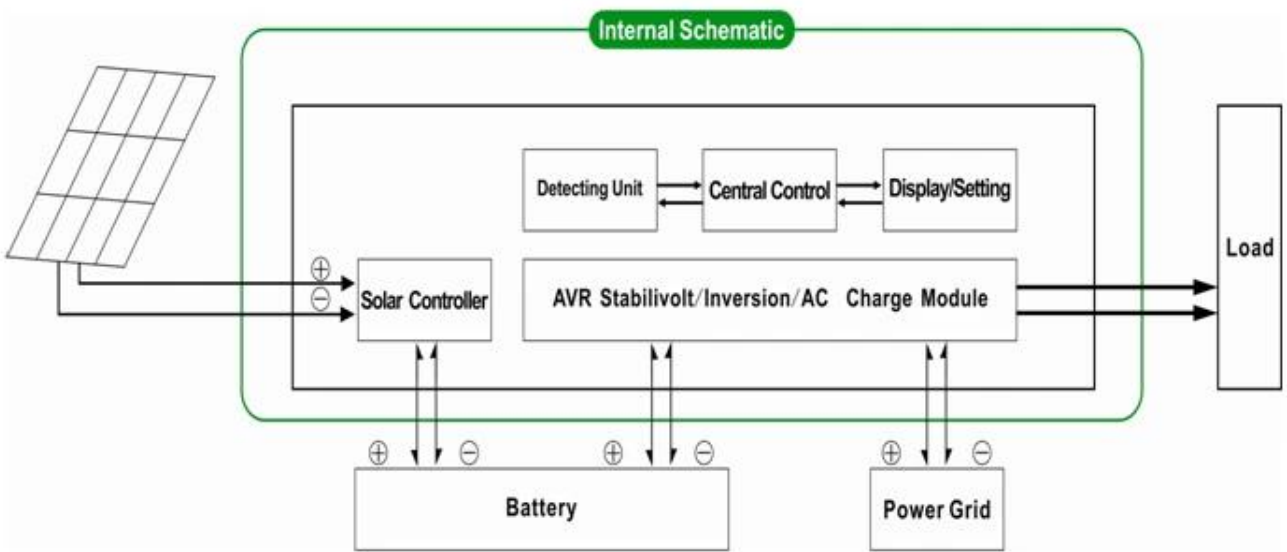 Internal Schematic
Detecting Unit
Central Control
Display/Setting
Load
⊕
⊖
Solar Controller
AVR Stabilivolt/Inversion/AC Charge Module
⊕ ⊖ ⊕ ⊖ ⊕ ⊖
Battery
Power Grid